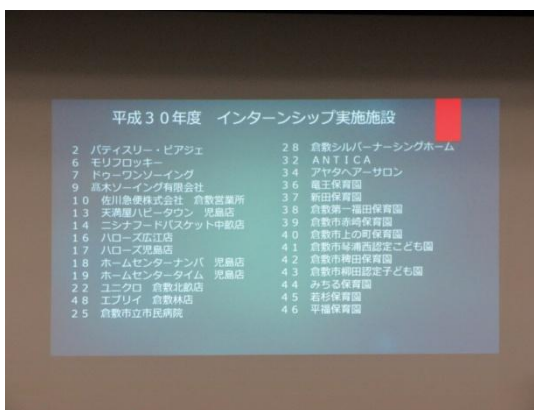 平成30年度　インターンシップ実施施設
2　パティスリー・ピアジェ
6　モリフロッキー
7　ドゥーワンソーイング
9　髙木ソーイング有限会社
10　佐川急便株式会社　倉敷営業所
13　天満屋ハピータウン　児島店
14　ニシナフードバスケット中畝店
16　ハローズ広江店
17　ハローズ児島店
18　ホームセンターナンバ　児島店
19　ホームセンタータイム　児島店
22　ユニクロ　倉敷北畝店
48　エブリイ　倉敷林店
25　倉敷市立市民病院
28　倉敷シルバーナーシングホーム
32　ANTICA
34　アヤタヘアーサロン
36　竜王保育園
37　新田保育園
38　倉敷第一福田保育園
39　倉敷市赤崎保育園
40　倉敷市上の町保育園
41　倉敷市琴浦西認定こども園
42　倉敷市稗田保育園
43　倉敷市柳田認定子ども園
44　みちる保育園
45　若杉保育園
46　平福保育園